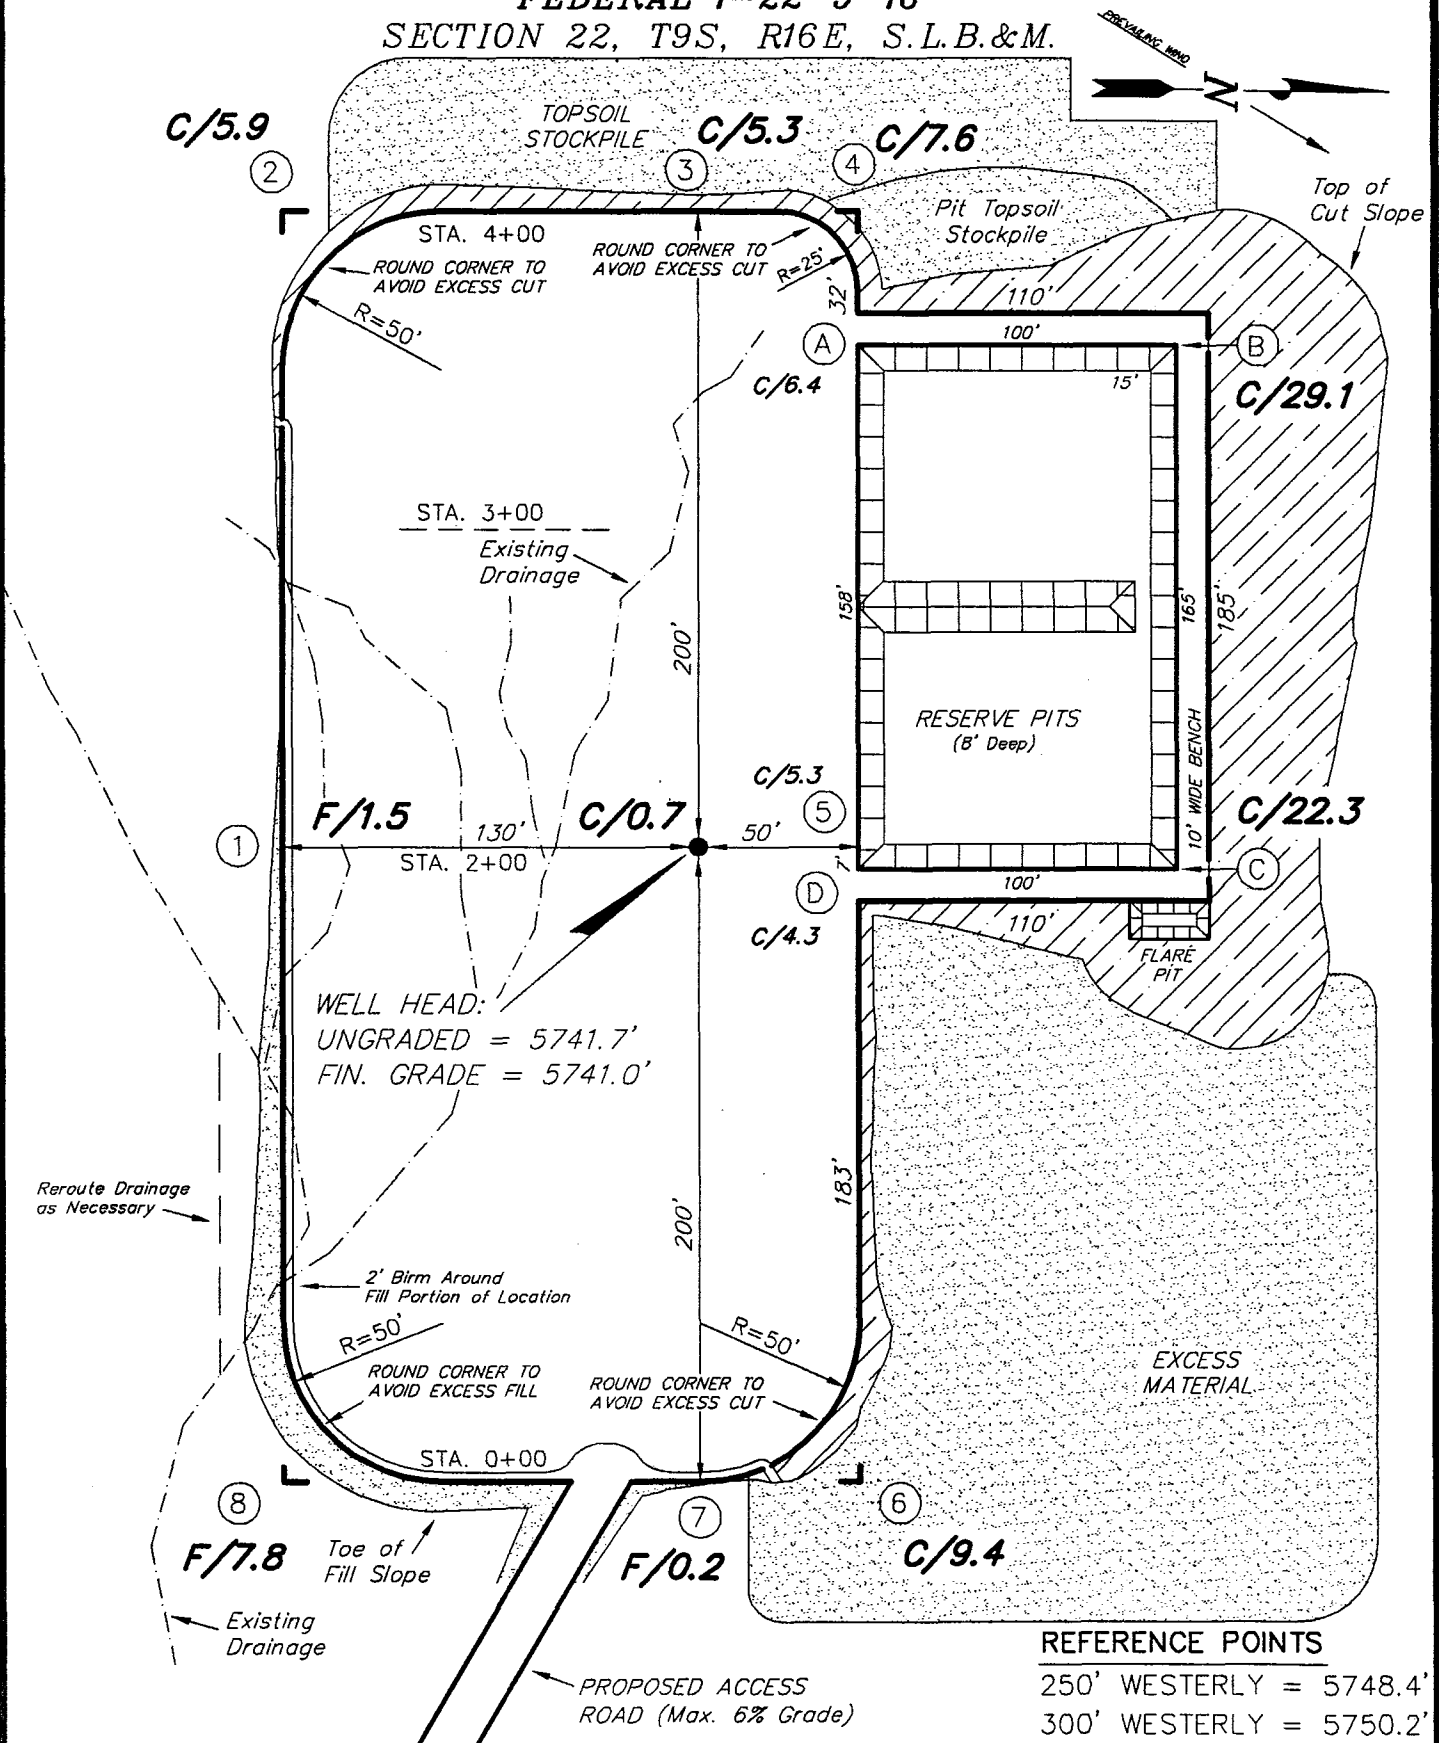 SECTION 22, T9S, R16E, S.L.B.&M.
PREVAILING WIND
N
C/5.9
2
TOPSOIL
STOCKPILE
C/5.3
3
4
C/7.6
Pit Topsoil
Stockpile
Top of
Cut Slope
STA. 4+00
ROUND CORNER TO
AVOID EXCESS CUT
ROUND CORNER TO
AVOID EXCESS CUT
R=25'
R=50'
32'
110'
100'
A
B
15'
C/6.4
C/29.1
STA. 3+00
Existing
Drainage
158'
165'
185'
200'
RESERVE PITS
(8' Deep)
10' WIDE BENCH
C/5.3
5
C/22.3
1
F/1.5
C/0.7
130'
50'
STA. 2+00
7'
100'
C
D
C/4.3
110'
FLARE
PIT
WELL HEAD:
UNGRADED = 5741.7'
FIN. GRADE = 5741.0'
183'
200'
Reroute Drainage
as Necessary
2' Birm Around
Fill Portion of Location
R=50'
R=50'
ROUND CORNER TO
AVOID EXCESS FILL
ROUND CORNER TO
AVOID EXCESS CUT
EXCESS
MATERIAL
STA. 0+00
8
7
6
F/7.8
Toe of
Fill Slope
F/0.2
C/9.4
Existing
Drainage
PROPOSED ACCESS
ROAD (Max. 6% Grade)
REFERENCE POINTS
250' WESTERLY = 5748.4'
300' WESTERLY = 5750.2'